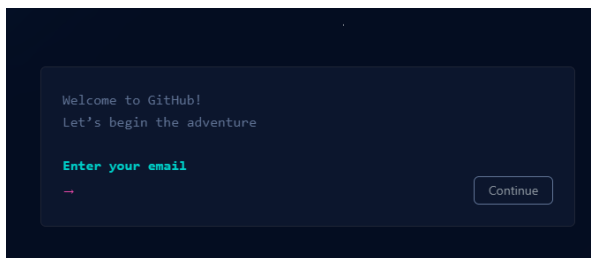 Welcome to GitHub!
Let’s begin the adventure
Enter your email
→
Continue